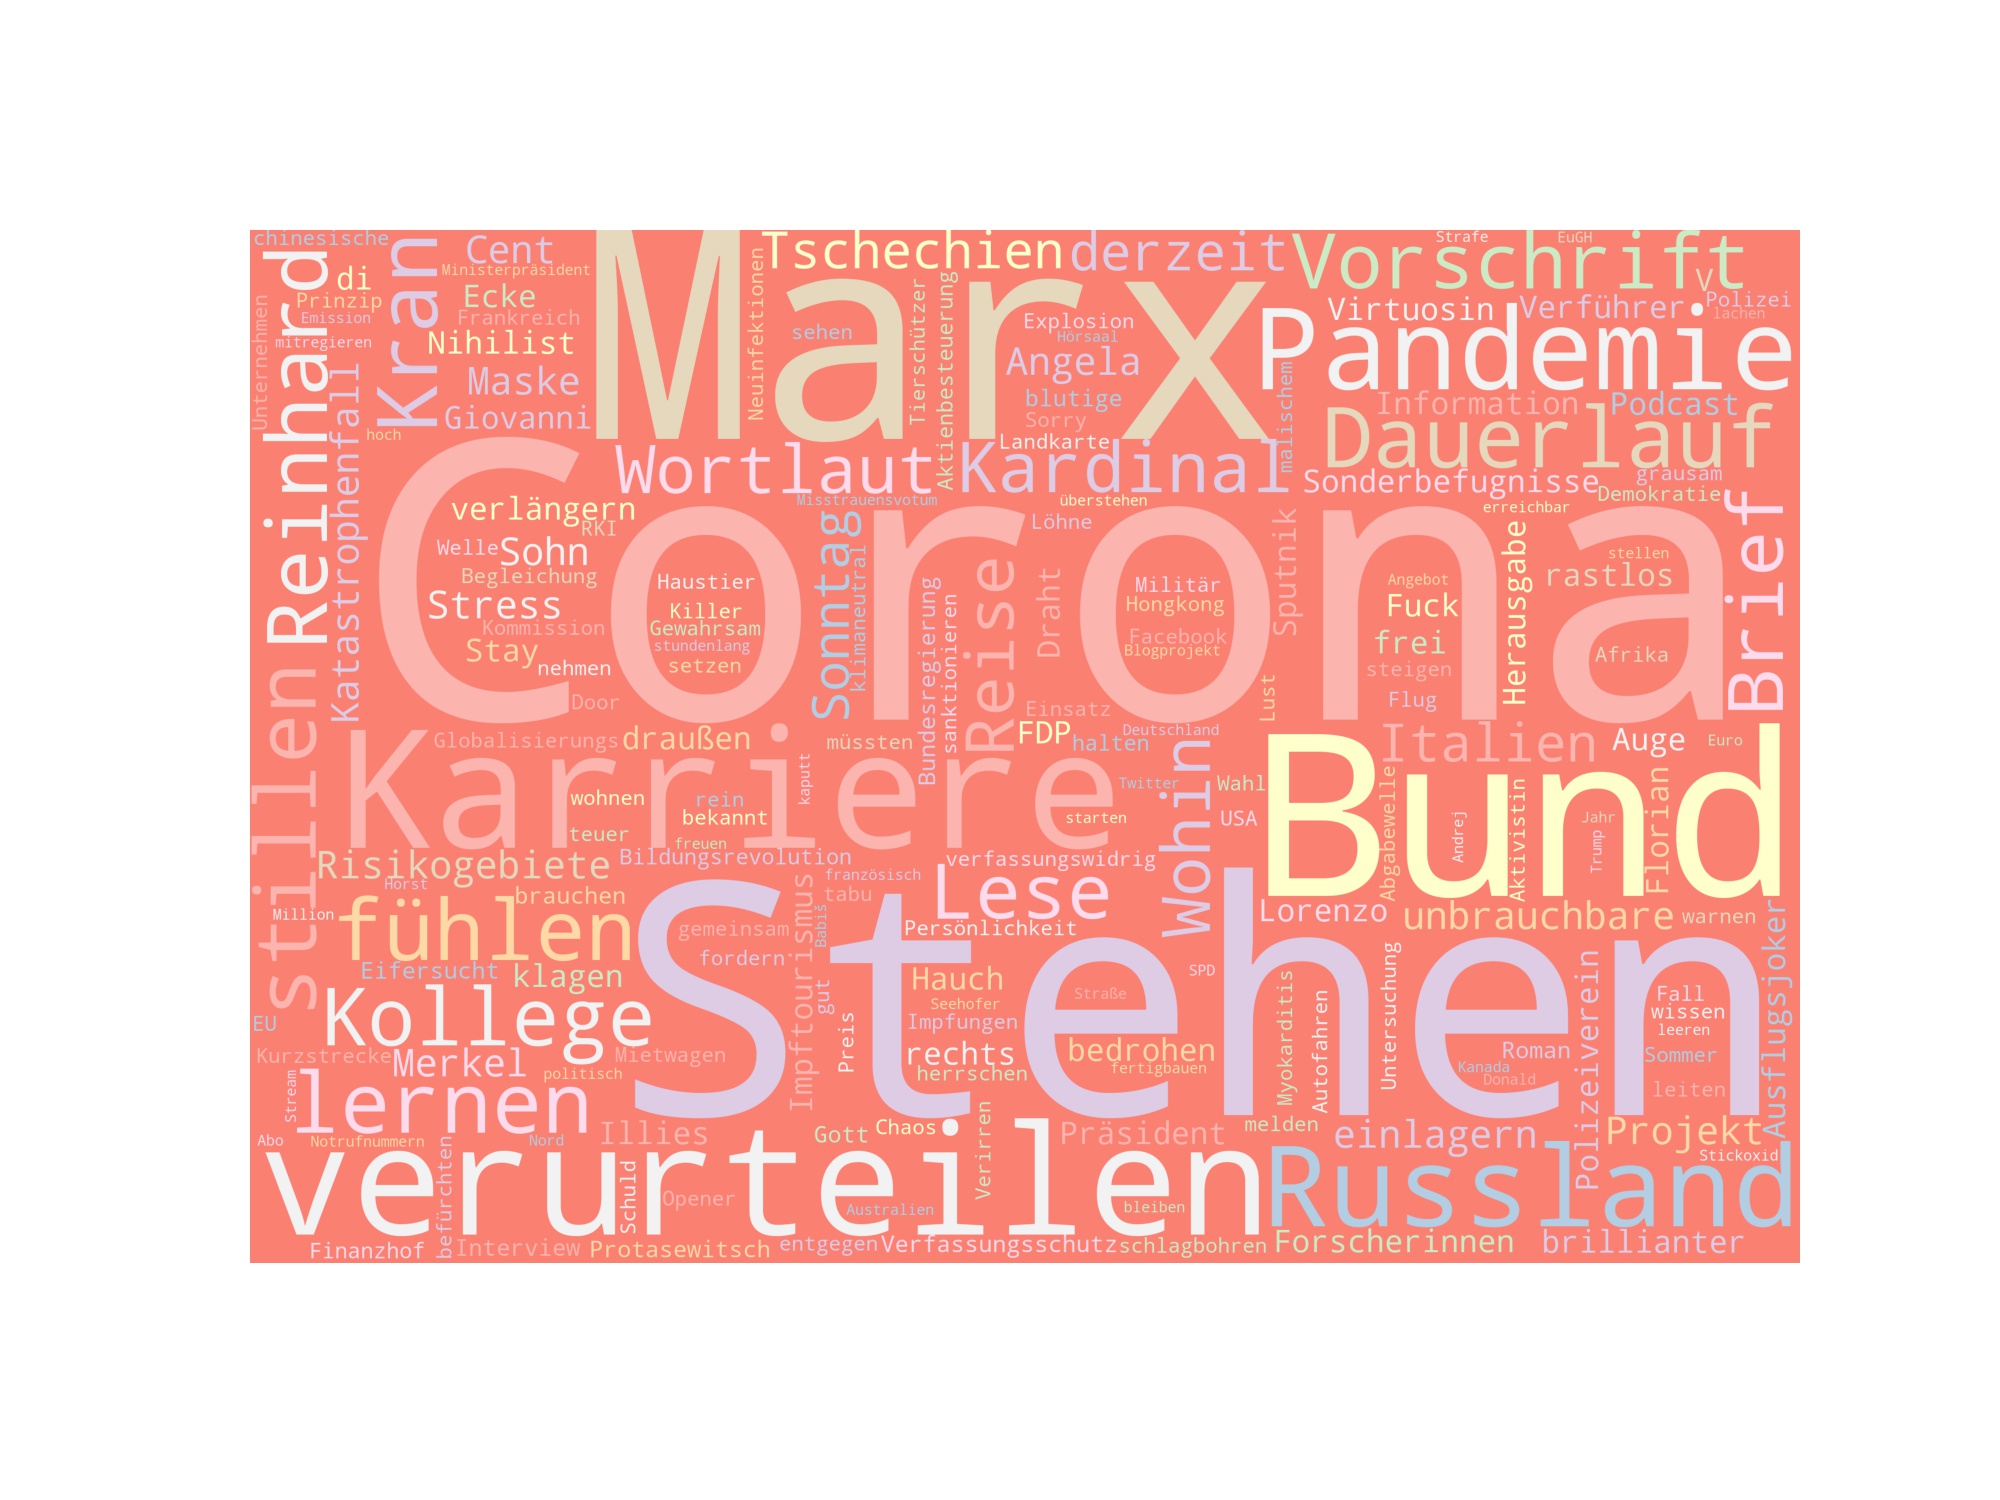 chinesische
Reinhard
di
Prinzip
Emission
mitregieren
Unternehmen
Katastrophenfall
hoch
Kran
Cent
Ministerpräsident
Ecke
Frankreich
Nihilist
Maske
Giovanni
Marx
Neuinfektionen
Tschechien
derzeit
sehen
Tierschützer
Aktienbesteuerung
Explosion
Hörsaal
Angela
blutige
Sorry
Landkarte
malischem
Vorschrift
Strafe
EuGH
V
Virtuosin
Verführer
Polizei
lachen
Pandemie
Information
Podcast
Dauerlauf
Wortlaut
Kardinal
Sonderbefugnisse
grausam
Demokratie
Misstrauensvotum
überstehen
erreichbar
verlängern
RKI
Löhne
Corona
Welle
Sohn
Begleichung
Stress
Kommission
Stay
nehmen
Door
Haustier
Killer
Gewahrsam
stundenlang
setzen
Sonntag
klimaneutral
Bundesregierung
sanktionieren
Reise
Draht
Militär
Hongkong
Facebook
Blogprojekt
Sputnik
Lust
Angebot
Fuck
frei
steigen
Flug
Herausgabe
stellen
rastlos
Afrika
Brief
stillen
Karriere
Globalisierungs
draußen
müssten
FDP
Einsatz
halten
Deutschland
Twitter
wohnen
rein
bekannt
kaputt
teuer
freuen
starten
Wohin
Wahl
USA
Bund
Italien
Auge
Euro
Abgabewelle
Andrej
Aktivistin
Jahr
Trump
Florian
Risikogebiete
Bildungsrevolution
verfassungswidrig
Horst
französisch
brauchen
tabu
Lese
Million
fühlen
Stehen
gemeinsam
Babis
Persönlichkeit
Lorenzo
unbrauchbare
warnen
Eifersucht
klagen
fordern
Impftourismus
gut
Hauch
Seehofer
Straße
SPD
EU
Kollege
Impfungen
Preis
Kurzstrecke
Merkel
Mietwagen
rechts
bedrohen
politisch
herrschen
fertigbauen
Myokarditis
Autofahren
Untersuchung
Roman
Kanada
Donald
Polizeiverein
Fall
wissen
leeren
Sommer
leiten
Ausflugsjoker
Stream
lernen
Abo
Notrufnummern
Nord
Illies
Gott
Chaos
Präsident
melden
einlagern
Projekt
Stickoxid
verurteilen
befürchten
Schuld
Opener
Australien
Verirren
bleiben
Russland
Finanzhof
Interview
Protasewitsch
entgegen
Verfassungsschutz
schlagbohren
Forscherinnen
brillianter